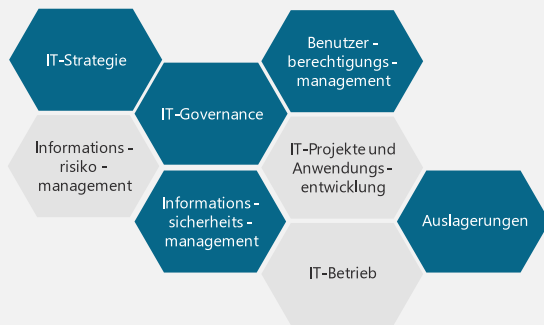 IT-Strategie
Benutzer-
berechtigungs-
management
IT-Governance
Informations-
risiko-
management
IT-Projekte und
Anwendungs-
entwicklung
Informations-
sicherheits-
management
Auslagerungen
IT-Betrieb